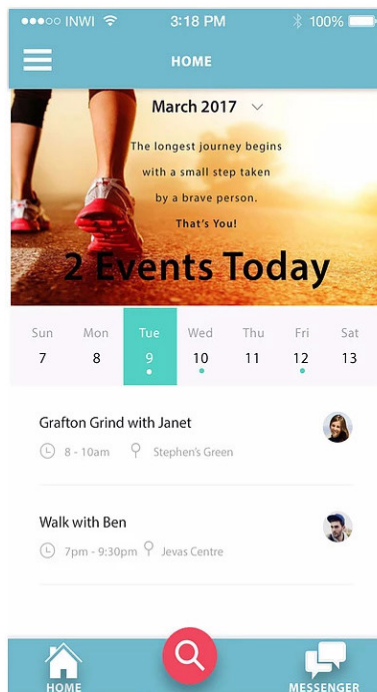 INWI 3:18 PM 100%
HOME
March 2017
The longest journey begins
with a small step taken
by a brave person.
That's You!
2 Events Today
Sun Mon Tue Wed Thu Fri Sat
7 8 9 10 11 12 13
Grafton Grind with Janet
8 - 10am Stephen's Green
Walk with Ben
7pm - 9:30pm Jevas Centre
HOME MESSENGER